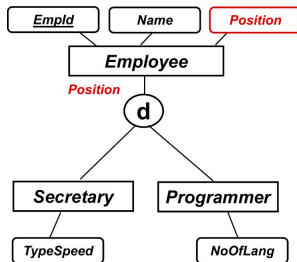 EmpId Name Position
Employee
Position
d
Secretary Programmer
TypeSpeed NoOfLang